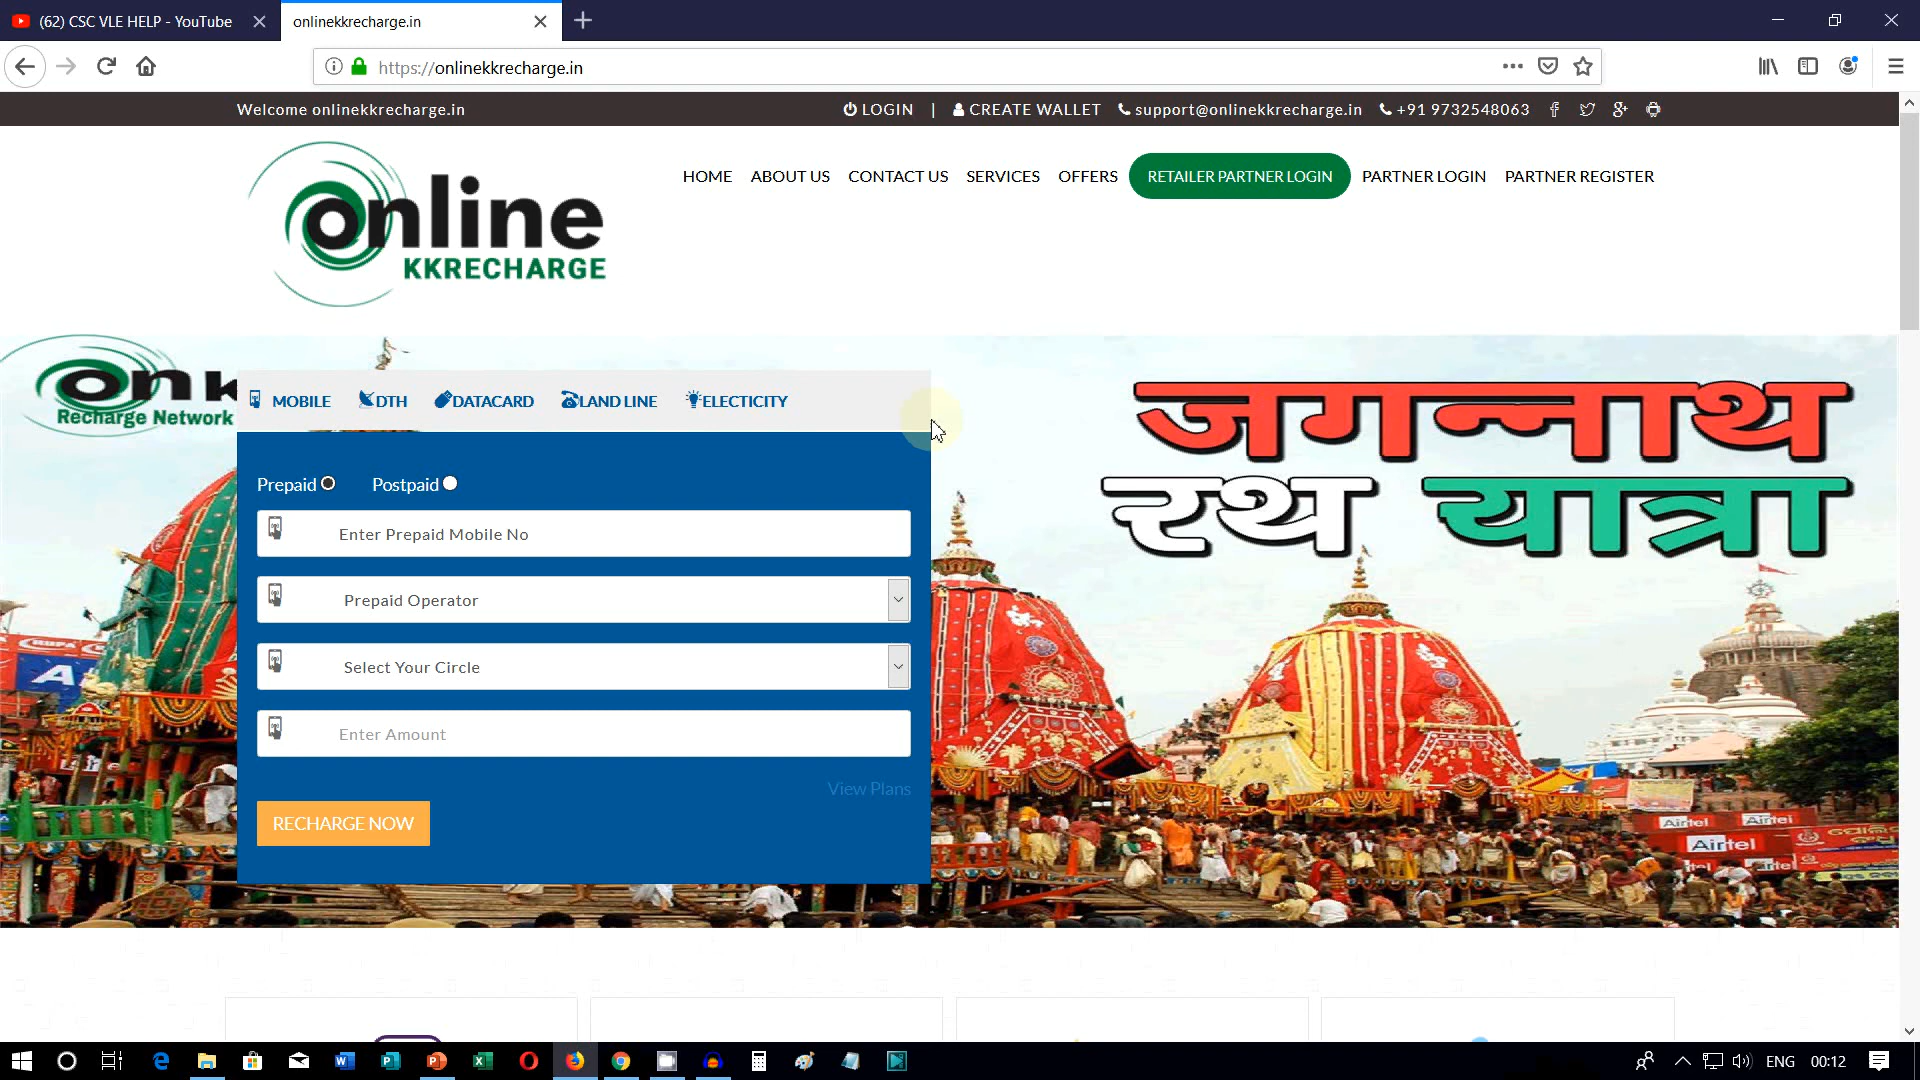 (62) CSC VLE HELP - YouTube
onlinekkrecharge.in
https://onlinekkrecharge.in
Welcome onlinekkrecharge.in
LOGIN | CREATE WALLET support@onlinekkrecharge.in +91 9732548063
online
KKRECHARGE
HOME ABOUT US CONTACT US SERVICES OFFERS RETAILER PARTNER LOGIN PARTNER LOGIN PARTNER REGISTER
on k
Recharge Network
MOBILE DTH DATACARD LAND LINE ELECTICITY
जगन्नाथ
रथ यात्रा
Prepaid Postpaid
Enter Prepaid Mobile No
Prepaid Operator
Select Your Circle
Enter Amount
View Plans
RECHARGE NOW
Airtel Airtel
Airtel
ENG 00:12